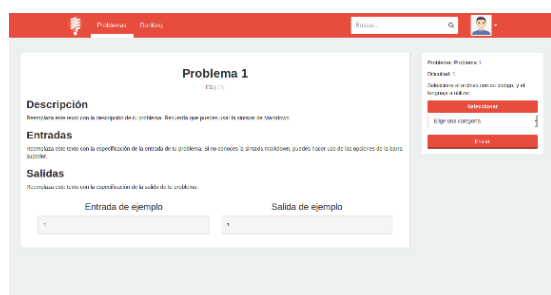 Problemas Ranking Buscar...
Problema 1
ES | EN
Descripción
Reemplaza este texto con la descripción de tu problema. Recuerda que puedes usar la sintaxis de Markdown.
Entradas
Reemplaza este texto con la especificación de la entrada de tu problema. Si no conoces la sintaxis markdown, puedes hacer uso de las opciones de la barra
superior.
Salidas
Reemplaza este texto con la especificación de la salida de tu problema.
Entrada de ejemplo Salida de ejemplo
1 1
Problema: Problema 1
Dificultad: 1
Seleccione el archivo con su código, y el
lenguaje a utilizar.
Seleccionar
Elige una categoría
Enviar